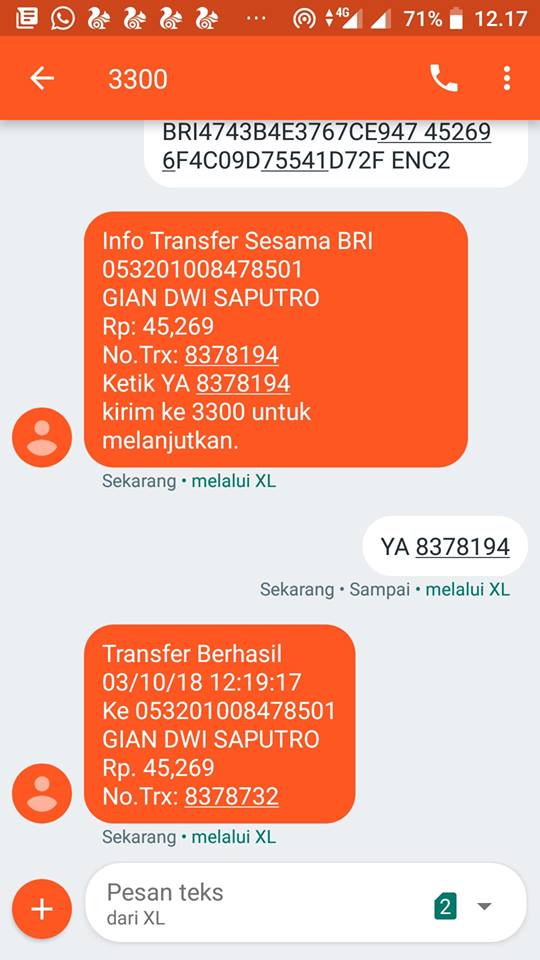 4G 71% 12.17
3300
BRI4743B4E3767CE947 45269
6F4C09D75541D72F ENC2
Info Transfer Sesama BRI
053201008478501
GIAN DWI SAPUTRO
Rp: 45,269
No.Trx: 8378194
Ketik YA 8378194
kirim ke 3300 untuk
melanjutkan.
Sekarang • melalui XL
YA 8378194
Sekarang • Sampai • melalui XL
Transfer Berhasil
03/10/18 12:19:17
Ke 053201008478501
GIAN DWI SAPUTRO
Rp. 45,269
No.Trx: 8378732
Sekarang • melalui XL
Pesan teks
dari XL
2